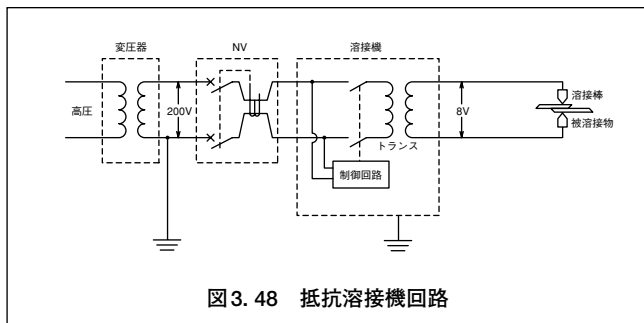 変圧器
NV
溶接機
高圧
200V
8V
溶接棒
被溶接物
トランス
制御回路
図3. 48 抵抗溶接機回路